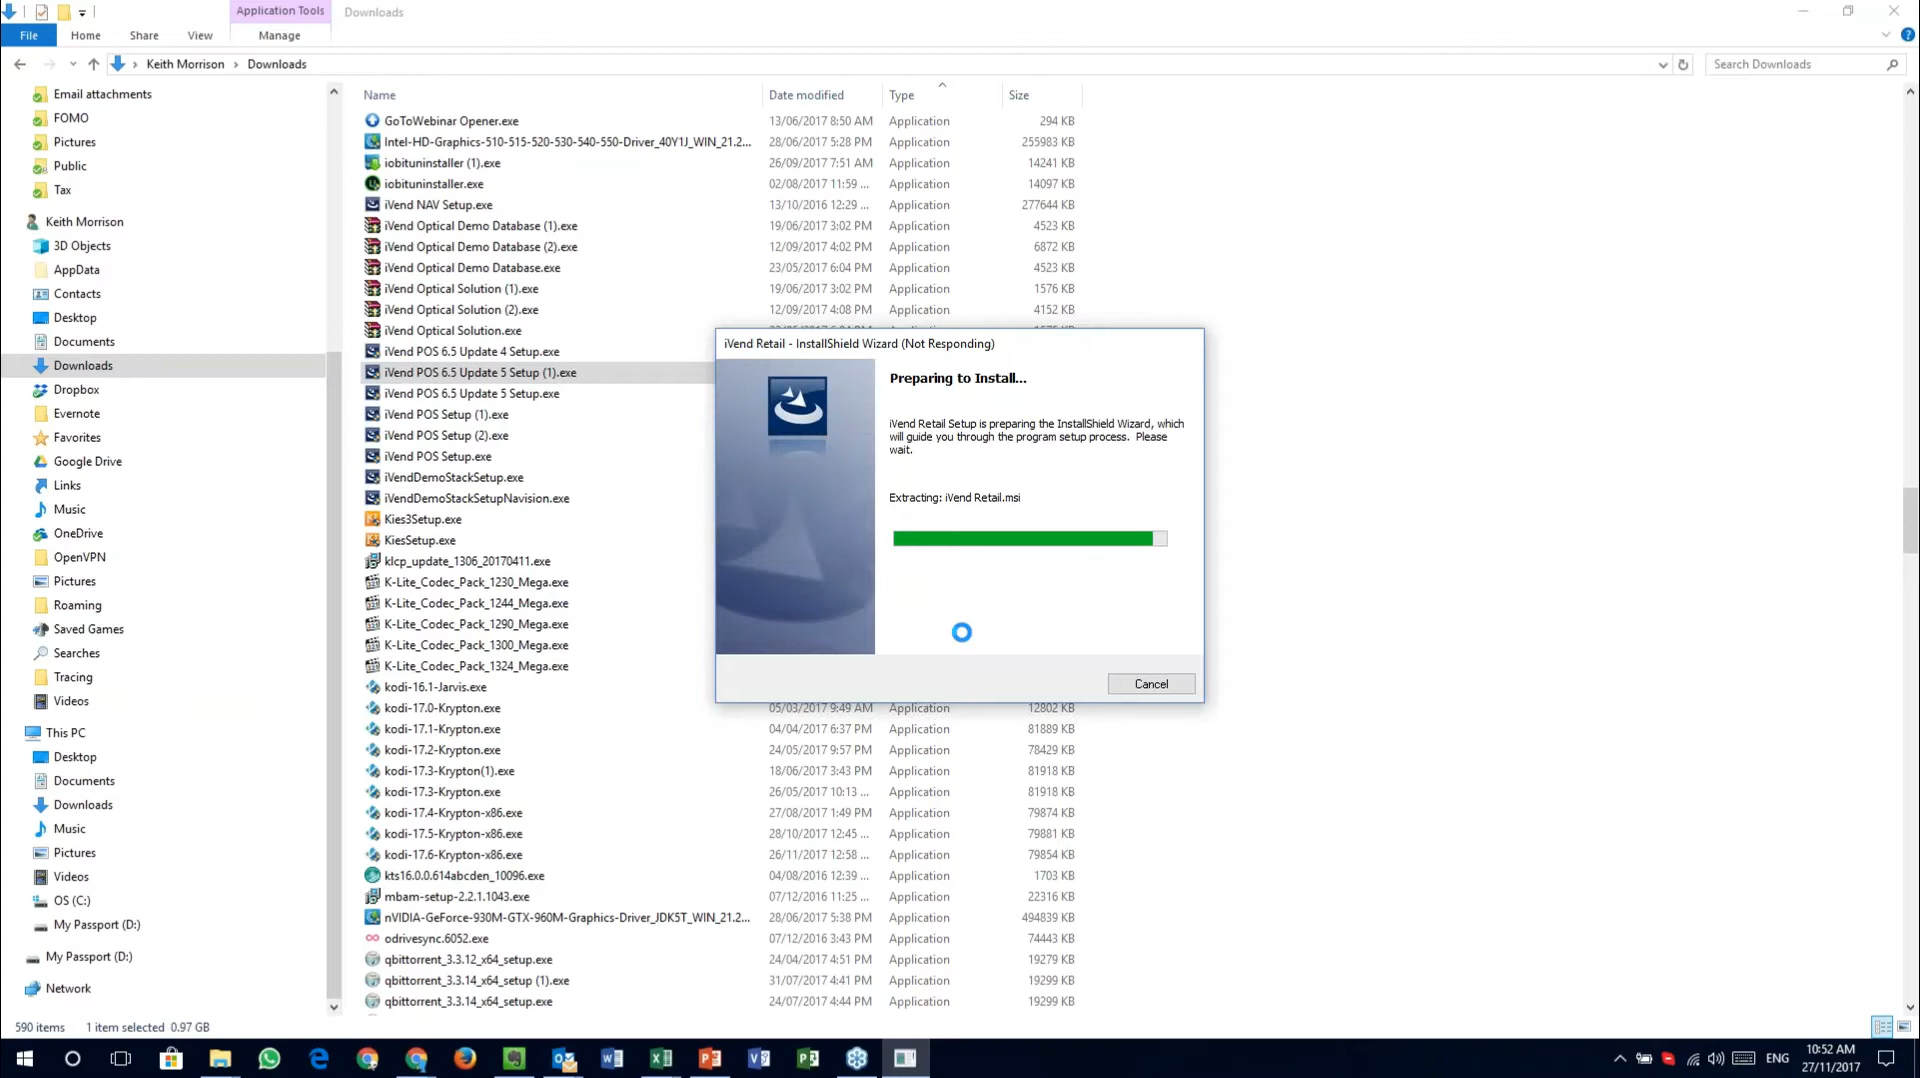 Application Tools
Downloads
File
Home
Share
View
Manage
Keith Morrison
Downloads
Search Downloads
Email attachments
FOMO
Pictures
Public
Tax
Keith Morrison
3D Objects
AppData
Contacts
Desktop
Documents
Downloads
Dropbox
Evernote
Favorites
Google Drive
Links
Music
OneDrive
OpenVPN
Pictures
Roaming
Saved Games
Searches
Tracing
Videos
This PC
Desktop
Documents
Downloads
Music
Pictures
Videos
OS (C:)
My Passport (D:)
My Passport (D:)
Network
Name Date modified Type Size
GoToWebinar Opener.exe 13/06/2017 8:50 AM Application 294 KB
Intel-HD-Graphics-510-515-520-530-540-550-Driver_40Y1J_WIN_21.2... 28/06/2017 5:28 PM Application 255983 KB
iobituninstaller (1).exe 26/09/2017 7:51 AM Application 14241 KB
iobituninstaller.exe 02/08/2017 11:59 ... Application 14097 KB
iVend NAV Setup.exe 13/10/2016 12:29 ... Application 277644 KB
iVend Optical Demo Database (1).exe 19/06/2017 3:02 PM Application 4523 KB
iVend Optical Demo Database (2).exe 12/09/2017 4:02 PM Application 6872 KB
iVend Optical Demo Database.exe 23/05/2017 6:04 PM Application 4523 KB
iVend Optical Solution (1).exe 19/06/2017 3:02 PM Application 1576 KB
iVend Optical Solution (2).exe 12/09/2017 4:08 PM Application 4152 KB
iVend Optical Solution.exe
iVend POS 6.5 Update 4 Setup.exe
iVend POS 6.5 Update 5 Setup (1).exe
iVend POS 6.5 Update 5 Setup.exe
iVend POS Setup (1).exe
iVend POS Setup (2).exe
iVend POS Setup.exe
iVendDemoStackSetup.exe
iVendDemoStackSetupNavision.exe
Kies3Setup.exe
KiesSetup.exe
klcp_update_1306_20170411.exe
K-Lite_Codec_Pack_1230_Mega.exe
K-Lite_Codec_Pack_1244_Mega.exe
K-Lite_Codec_Pack_1290_Mega.exe
K-Lite_Codec_Pack_1300_Mega.exe
K-Lite_Codec_Pack_1324_Mega.exe
kodi-16.1-Jarvis.exe
kodi-17.0-Krypton.exe 05/03/2017 9:49 AM Application 12802 KB
kodi-17.1-Krypton.exe 04/04/2017 6:37 PM Application 81889 KB
kodi-17.2-Krypton.exe 24/05/2017 9:57 PM Application 78429 KB
kodi-17.3-Krypton(1).exe 18/06/2017 3:43 PM Application 81918 KB
kodi-17.3-Krypton.exe 26/05/2017 10:13 ... Application 81918 KB
kodi-17.4-Krypton-x86.exe 27/08/2017 1:49 PM Application 79874 KB
kodi-17.5-Krypton-x86.exe 28/10/2017 12:45 ... Application 79881 KB
kodi-17.6-Krypton-x86.exe 26/11/2017 12:58 ... Application 79854 KB
kts16.0.0.614abcden_10096.exe 04/08/2016 12:39 ... Application 1703 KB
mbam-setup-2.2.1.1043.exe 07/12/2016 11:25 ... Application 22316 KB
nVIDIA-GeForce-930M-GTX-960M-Graphics-Driver_JDK5T_WIN_21.2... 28/06/2017 5:38 PM Application 494839 KB
odrivesync.6052.exe 07/12/2016 3:43 PM Application 74443 KB
qbittorrent_3.3.12_x64_setup.exe 24/04/2017 4:51 PM Application 19279 KB
qbittorrent_3.3.14_x64_setup (1).exe 31/07/2017 4:41 PM Application 19299 KB
qbittorrent_3.3.14_x64_setup.exe 24/07/2017 4:44 PM Application 19299 KB
iVend Retail - InstallShield Wizard (Not Responding)
Preparing to Install...
iVend Retail Setup is preparing the InstallShield Wizard, which
will guide you through the program setup process. Please
wait.
Extracting: iVend Retail.msi
Cancel
590 items 1 item selected 0.97 GB
ENG
10:52 AM
27/11/2017